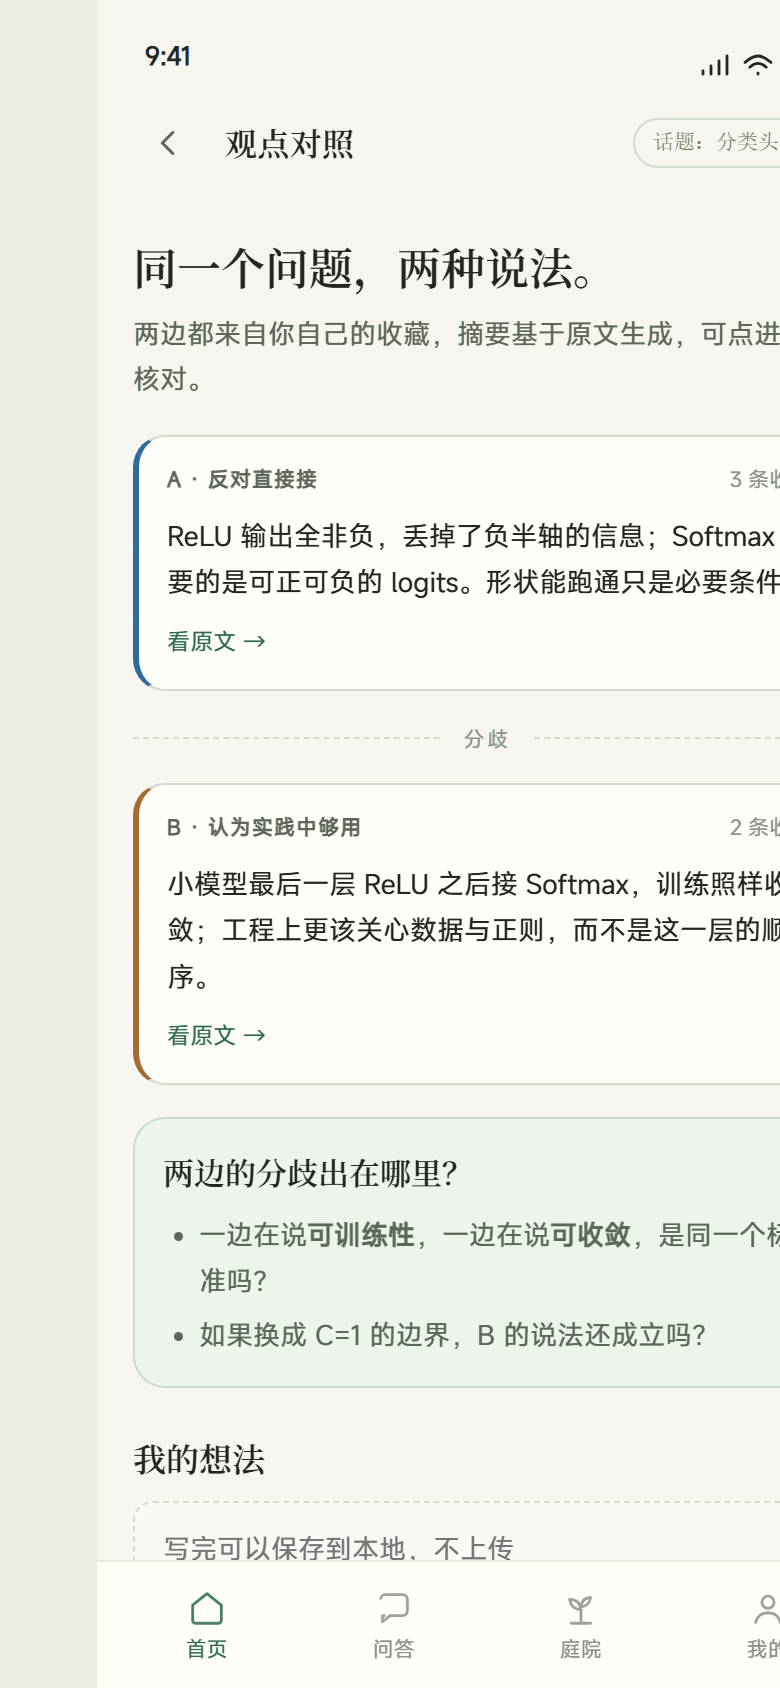 9:41
观点对照
话题：分类头
同一个问题，两种说法。
两边都来自你自己的收藏，摘要基于原文生成，可点进
核对。
A · 反对直接接
3 条收
ReLU 输出全非负，丢掉了负半轴的信息；Softmax
要的是可正可负的 logits。形状能跑通只是必要条件
看原文 →
分歧
B · 认为实践中够用
2 条收
小模型最后一层 ReLU 之后接 Softmax，训练照样收
敛；工程上更该关心数据与正则，而不是这一层的顺
序。
看原文 →
两边的分歧出在哪里？
• 一边在说可训练性，一边在说可收敛，是同一个标
准吗？
• 如果换成 C=1 的边界，B 的说法还成立吗？
我的想法
写完可以保存到本地，不上传
首页
问答
庭院
我的